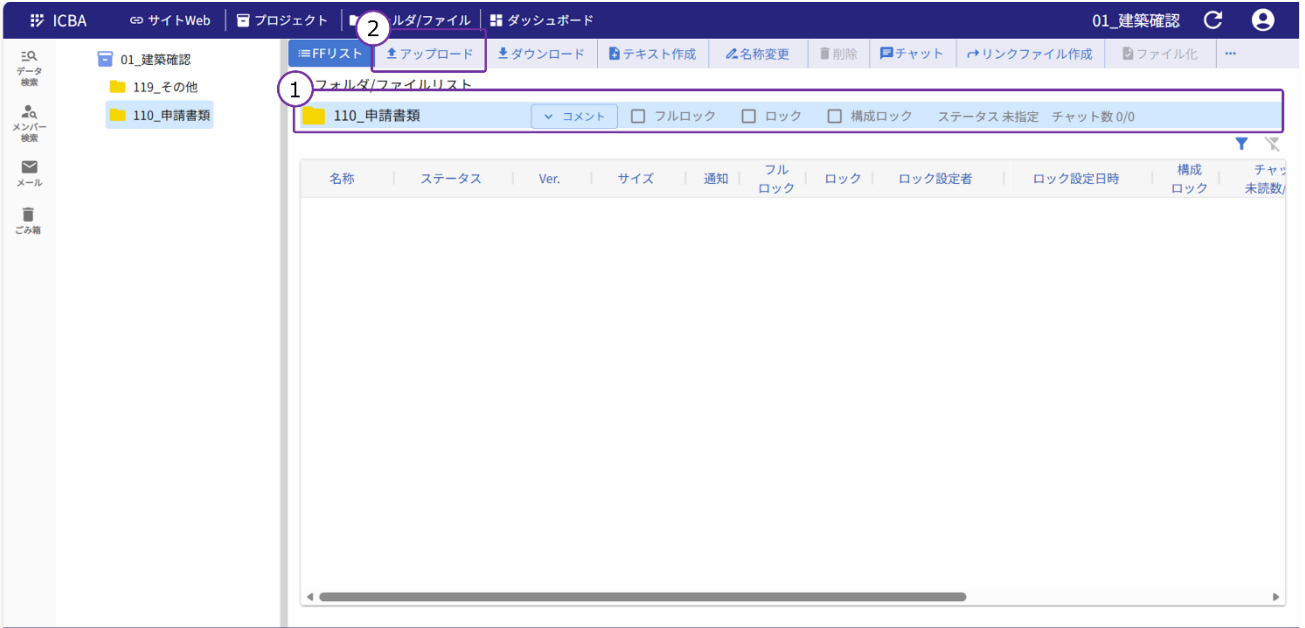 ICBA サイトWeb プロジェクト ルダ/ファイル ダッシュボード 01_建築確認
2
FFリスト アップロード ダウンロード テキスト作成 名称変更 削除 チャット リンクファイル作成 ファイル化 ...
データ
検索
メンバー
検索
メール
ごみ箱
01_建築確認
119_その他
110_申請書類
フォルダ/ファイルリスト
1
110_申請書類 コメント フルロック ロック 構成ロック ステータス 未指定 チャット数 0/0
名称 ステータス Ver. サイズ 通知 フル
ロック ロック ロック設定者 ロック設定日時 構成
ロック チャッ
未読数/